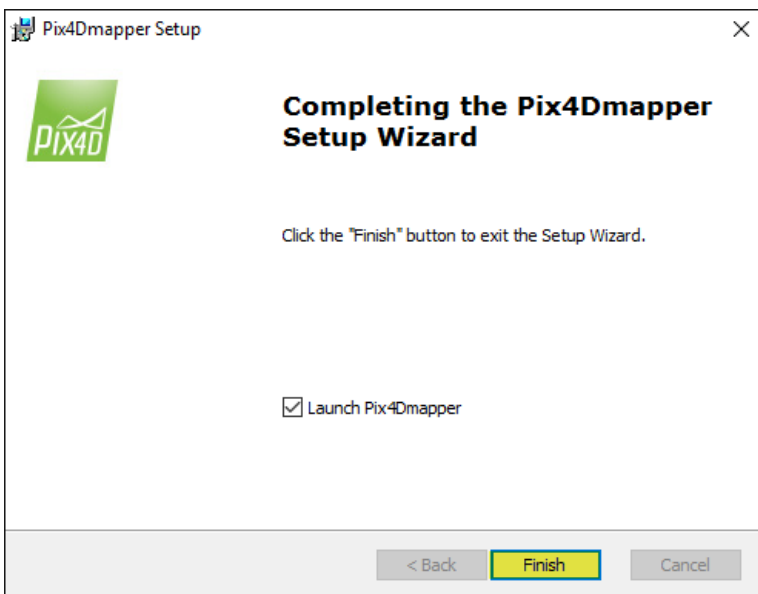 Pix4Dmapper Setup
PIX4D
Completing the Pix4Dmapper
Setup Wizard
Click the "Finish" button to exit the Setup Wizard.
Launch Pix4Dmapper
< Back
Finish
Cancel